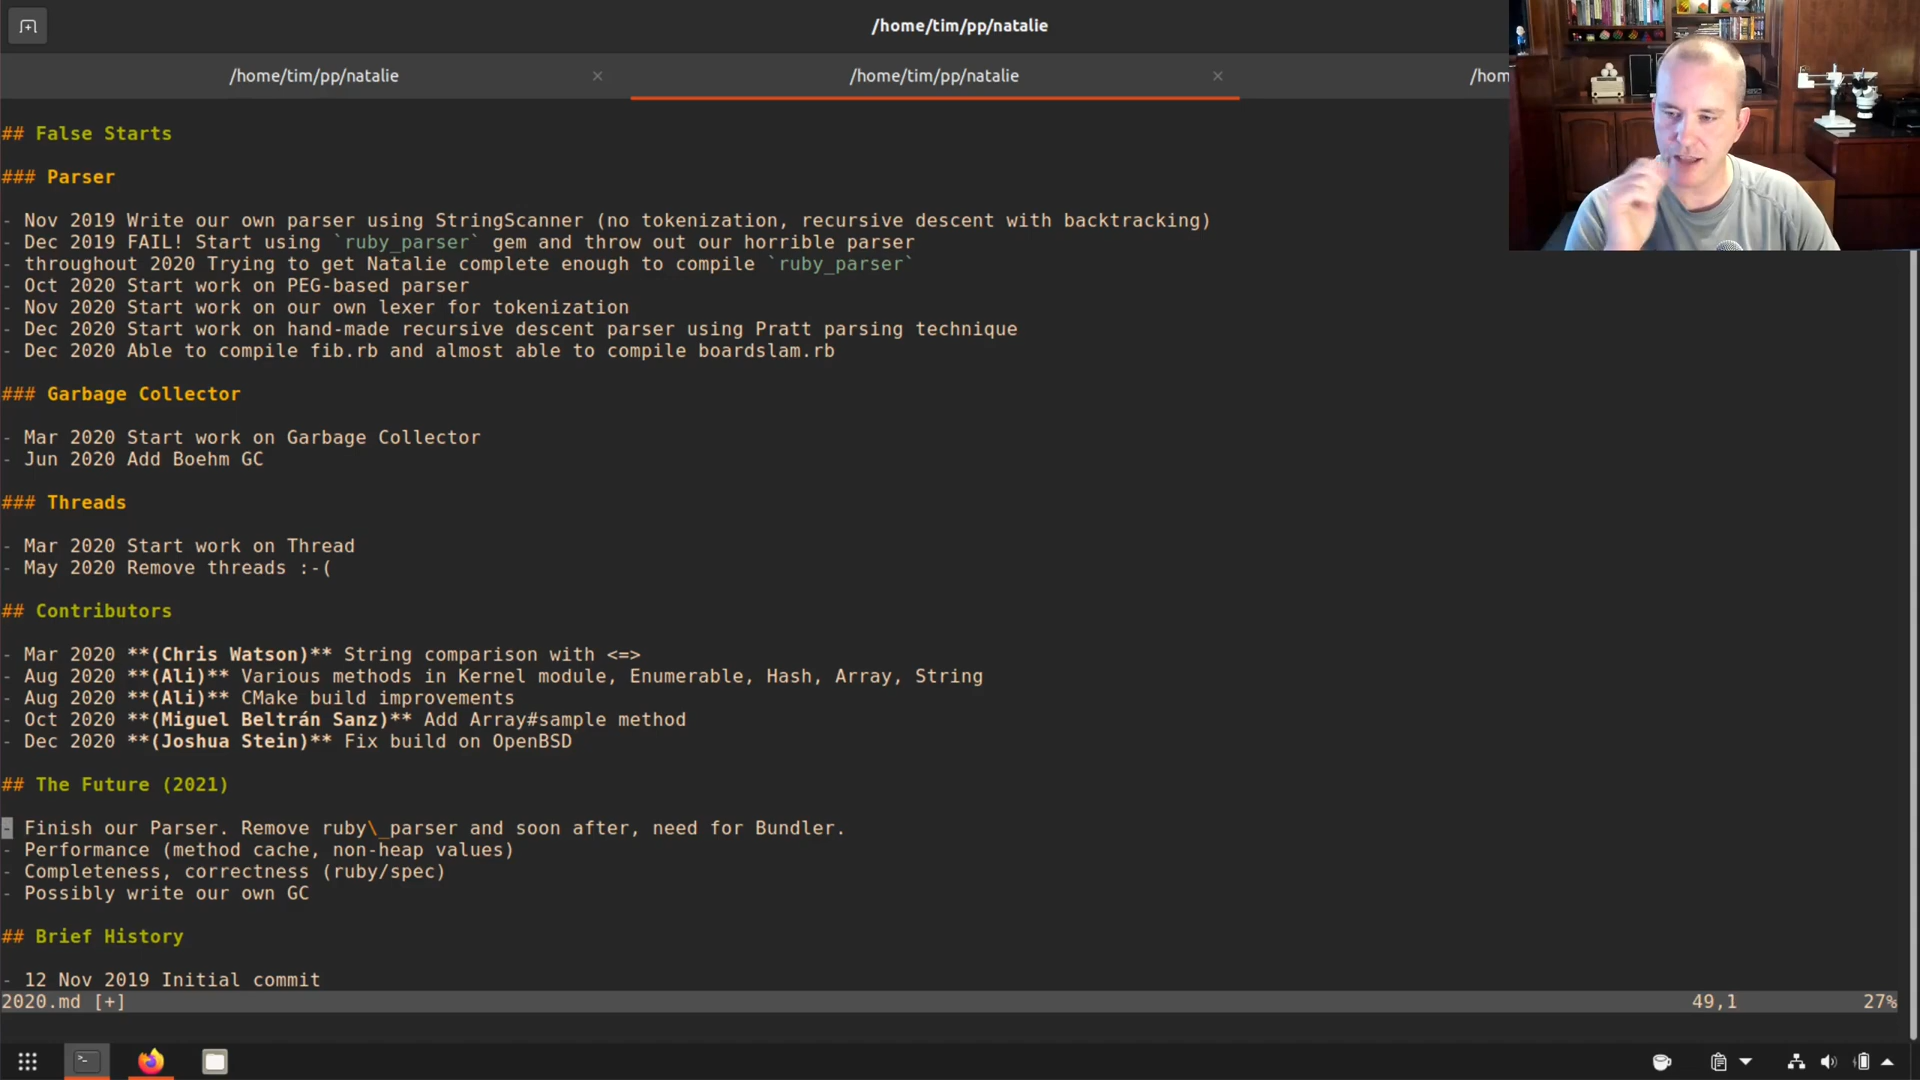 /home/tim/pp/natalie
/home/tim/pp/natalie × /home/tim/pp/natalie × /hom
## False Starts
### Parser
- Nov 2019 Write our own parser using StringScanner (no tokenization, recursive descent with backtracking)
- Dec 2019 FAIL! Start using `ruby_parser` gem and throw out our horrible parser
- throughout 2020 Trying to get Natalie complete enough to compile `ruby_parser`
- Oct 2020 Start work on PEG-based parser
- Nov 2020 Start work on our own lexer for tokenization
- Dec 2020 Start work on hand-made recursive descent parser using Pratt parsing technique
- Dec 2020 Able to compile fib.rb and almost able to compile boardslam.rb
### Garbage Collector
- Mar 2020 Start work on Garbage Collector
- Jun 2020 Add Boehm GC
### Threads
- Mar 2020 Start work on Thread
- May 2020 Remove threads :-(
## Contributors
- Mar 2020 **(Chris Watson)** String comparison with <=>
- Aug 2020 **(Ali)** Various methods in Kernel module, Enumerable, Hash, Array, String
- Aug 2020 **(Ali)** CMake build improvements
- Oct 2020 **(Miguel Beltrán Sanz)** Add Array#sample method
- Dec 2020 **(Joshua Stein)** Fix build on OpenBSD
## The Future (2021)
- Finish our Parser. Remove ruby\_parser and soon after, need for Bundler.
- Performance (method cache, non-heap values)
- Completeness, correctness (ruby/spec)
- Possibly write our own GC
## Brief History
- 12 Nov 2019 Initial commit
2020.md [+] 49,1 27%